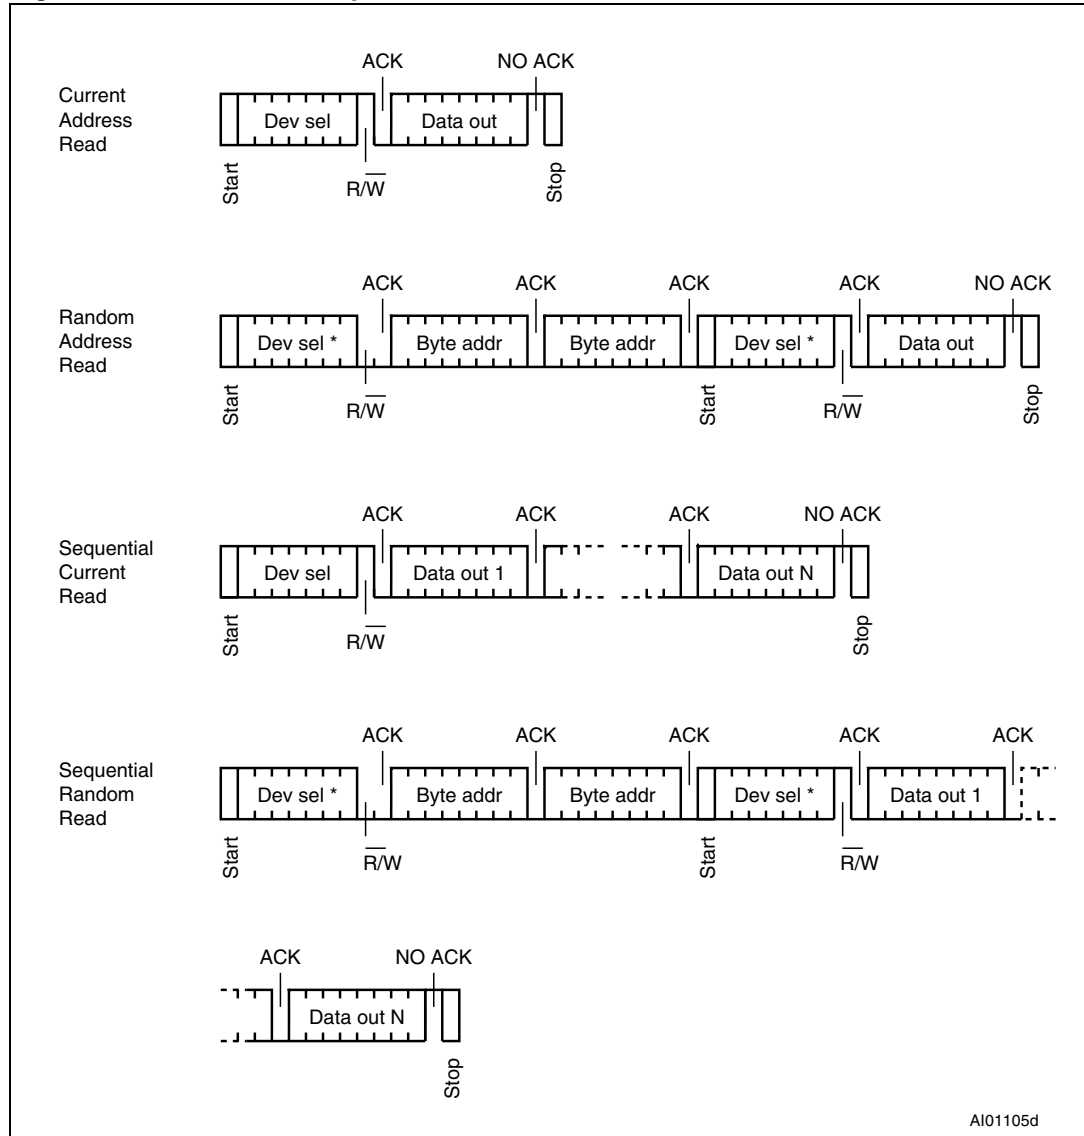 ACK NO ACK
Current
Address
Read
Dev sel Data out
Start R/W̅ Stop
ACK ACK ACK ACK NO ACK
Random
Address
Read
Dev sel * Byte addr Byte addr Dev sel * Data out
Start R/W̅ Start R/W̅ Stop
ACK ACK ACK NO ACK
Sequential
Current
Read
Dev sel Data out 1 Data out N
Start R/W̅ Stop
ACK ACK ACK ACK ACK
Sequential
Random
Read
Dev sel * Byte addr Byte addr Dev sel * Data out 1
Start R̅/W Start R̅/W
ACK NO ACK
Data out N
Stop
AI01105d